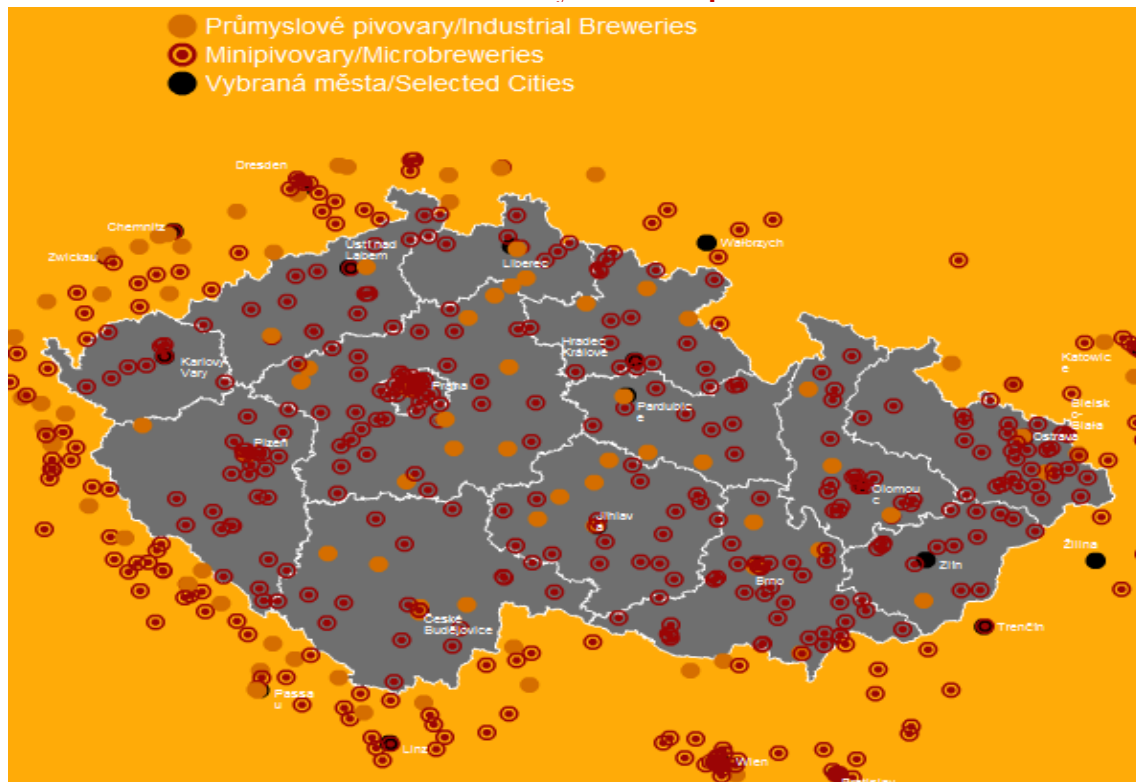 Průmyslové pivovary/Industrial Breweries
Minipivovary/Microbreweries
Vybraná města/Selected Cities
Dresden
Chemnitz
Zwickau
Ústí nad
Labem
Liberec
Wałbrzych
Karlovy
Vary
Hradec
Králové
Katowic
e
Praha
Pardubic
e
Bielsk
o-
Biała
Plzeň
Ostrava
Olomou
c
Jihlav
a
Žilina
Zlín
Brno
České
Budějovice
Trenčín
Passa
u
Linz
Wien